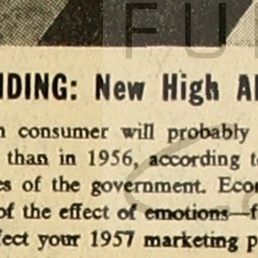 FU
NDING: New High A
n consumer will probably
than in 1956, according t
es of the government. Eco
of the effect of emotions—f
fect your 1957 marketing p